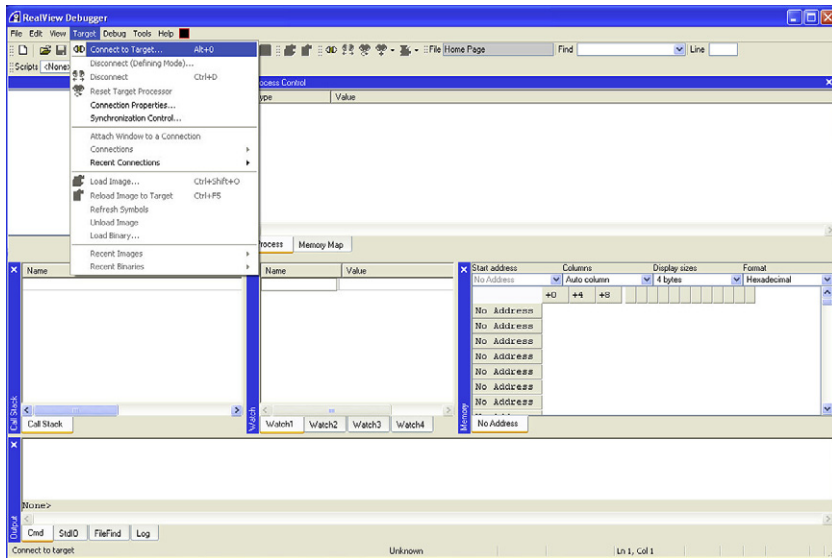 RealView Debugger
File Edit View Target Debug Tools Help
Connect to Target... Alt+0
File Home Page
Find
Line
Scripts <None>
Disconnect (Defining Mode)...
Disconnect Ctrl+D
Reset Target Processor
Connection Properties...
Synchronization Control...
Attach Window to a Connection
Connections
Recent Connections
Load Image... Ctrl+Shift+O
Reload Image to Target Ctrl+F5
Refresh Symbols
Unload Image
Load Binary...
Recent Images
Recent Binaries
Control
Value
Memory Map
Name
Name Value
Start address Columns Display sizes Format
No Address Auto column 4 bytes Hexadecimal
+0 +4 +8
No Address
No Address
No Address
No Address
No Address
No Address
No Address
Call Stack
Watch
Memory
Call Stack
Watch1 Watch2 Watch3 Watch4
No Address
None>
Output
Cmd StdIO FileFind Log
Connect to target Unknown Ln 1, Col 1